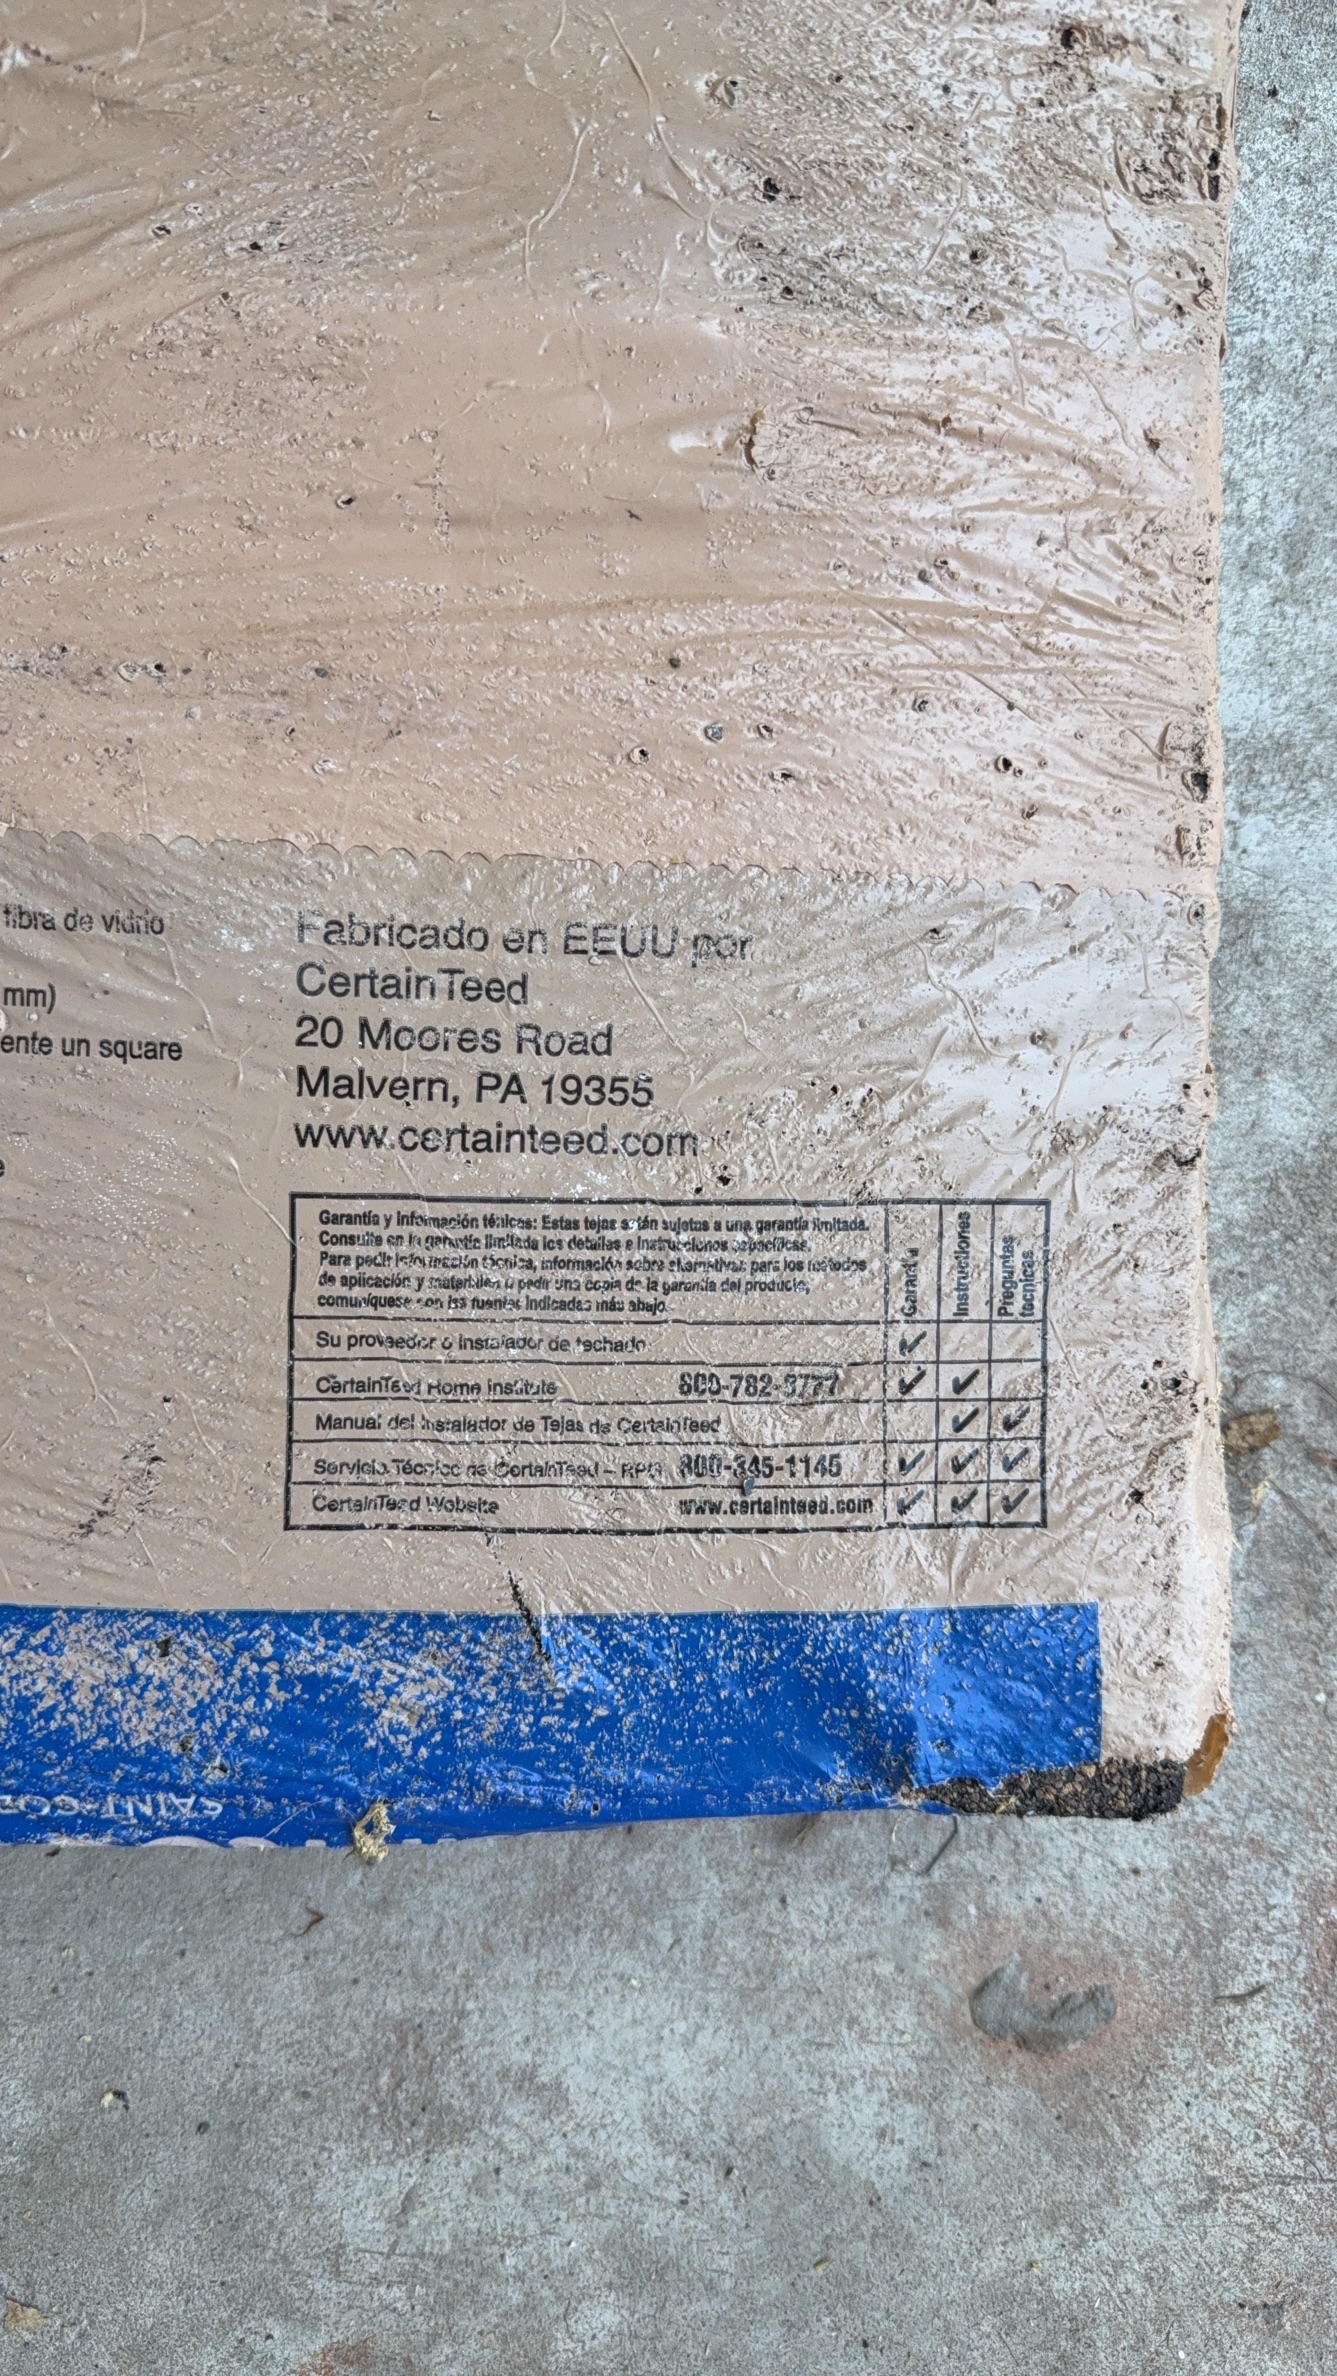 fibra de vidrio
mm)
ente un square
Fabricado en EEUU por
CertainTeed
20 Moores Road
Malvern, PA 19355
www.certainteed.com
Garantía y información ténicas: Estas tejas están sujetas a una garantía limitada.
Consulte en la garantía limitada los detalles e instrucciones específicas.
Para pedir información técnica, información sobre alternativas para los métodos
de aplicación y materiales o pedir una copia de la garantía del producto,
comuníquese con las fuentes indicadas más abajo.
Garantía
Instructiones
Preguntas
tecnicas
Su proveedor o instalador de techado
✓
CertainTeed Home Institute 800-782-8777 ✓ ✓
Manual del Instalador de Tejas de CertainTeed ✓ ✓
Servicio Técnico de CertainTeed – RPG 800-345-1145 ✓ ✓ ✓
CertainTeed Website www.certainteed.com ✓ ✓ ✓